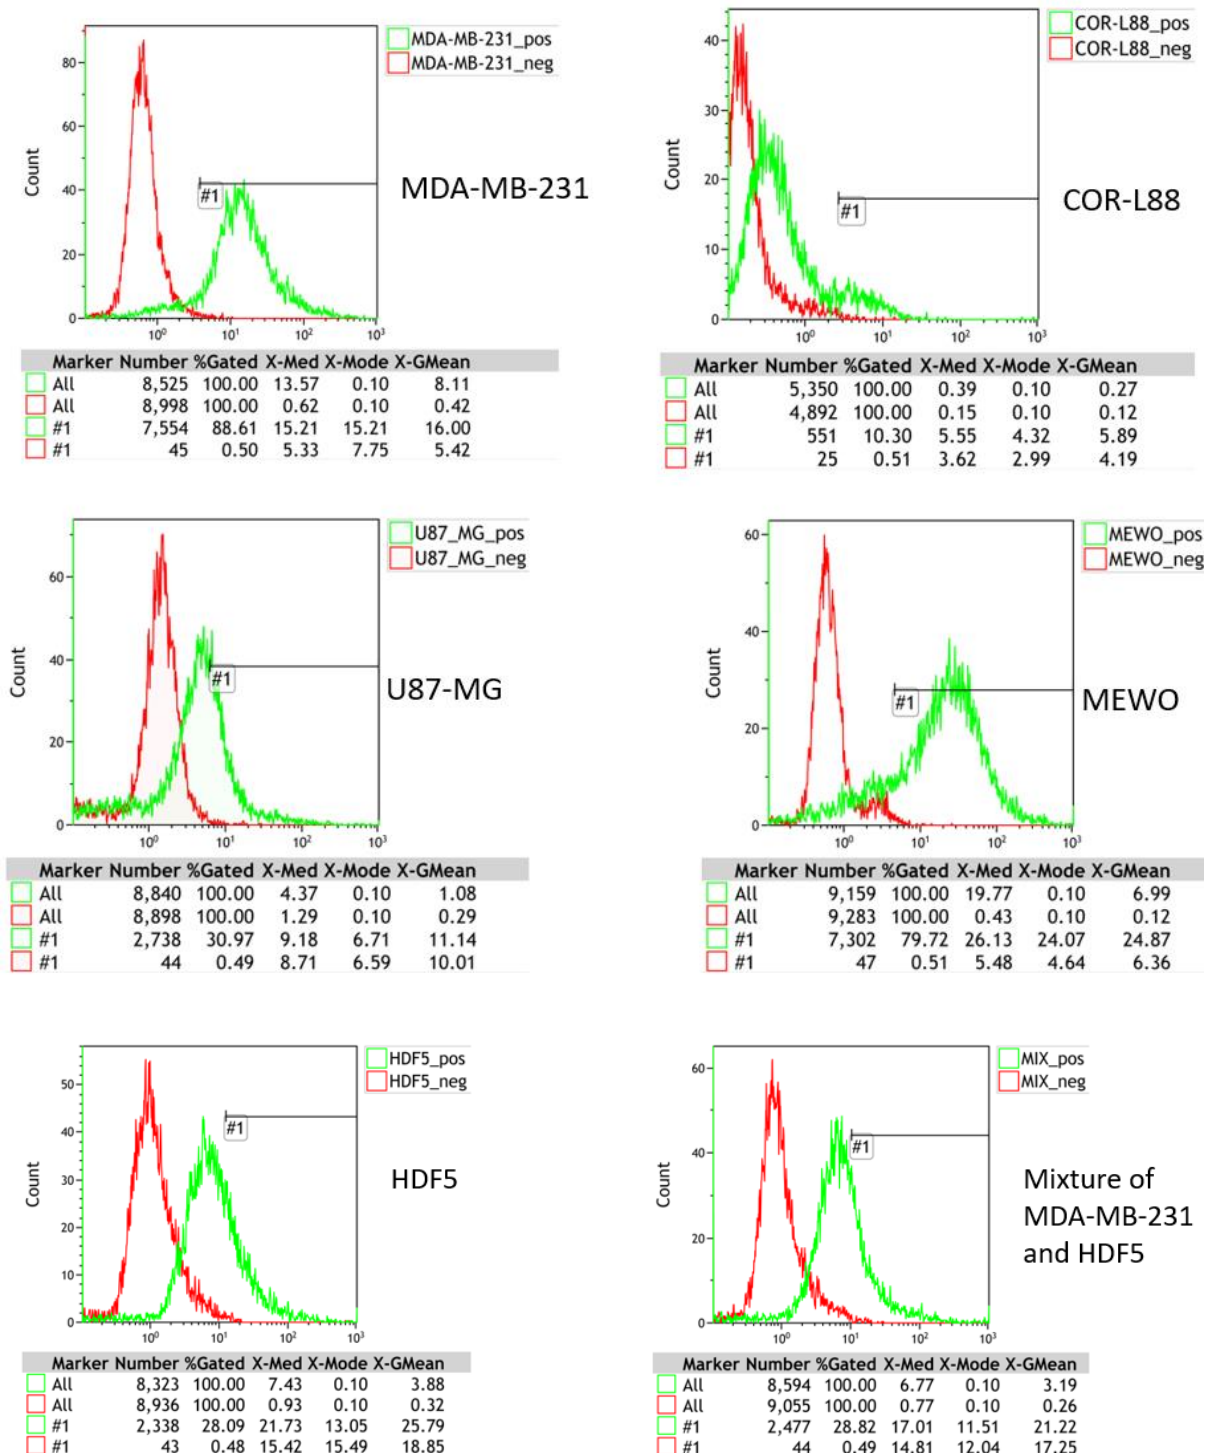 MDA-MB-231_pos
MDA-MB-231_neg
80
60
40
20
0
Count
#1
10⁰ 10¹ 10² 10³
MDA-MB-231
Marker Number %Gated X-Med X-Mode X-GMean
All 8,525 100.00 13.57 0.10 8.11
All 8,998 100.00 0.62 0.10 0.42
#1 7,554 88.61 15.21 15.21 16.00
#1 45 0.50 5.33 7.75 5.42
COR-L88_pos
COR-L88_neg
40
30
20
10
0
Count
#1
10⁰ 10¹ 10² 10³
COR-L88
Marker Number %Gated X-Med X-Mode X-GMean
All 5,350 100.00 0.39 0.10 0.27
All 4,892 100.00 0.15 0.10 0.12
#1 551 10.30 5.55 4.32 5.89
#1 25 0.51 3.62 2.99 4.19
U87_MG_pos
U87_MG_neg
60
40
20
0
Count
#1
10⁰ 10¹ 10² 10³
U87-MG
Marker Number %Gated X-Med X-Mode X-GMean
All 8,840 100.00 4.37 0.10 1.08
All 8,898 100.00 1.29 0.10 0.29
#1 2,738 30.97 9.18 6.71 11.14
#1 44 0.49 8.71 6.59 10.01
MEWO_pos
MEWO_neg
60
40
20
0
Count
#1
10⁰ 10¹ 10² 10³
MEWO
Marker Number %Gated X-Med X-Mode X-GMean
All 9,159 100.00 19.77 0.10 6.99
All 9,283 100.00 0.43 0.10 0.12
#1 7,302 79.72 26.13 24.07 24.87
#1 47 0.51 5.48 4.64 6.36
HDF5_pos
HDF5_neg
50
40
30
20
10
0
Count
#1
10⁰ 10¹ 10² 10³
HDF5
Marker Number %Gated X-Med X-Mode X-GMean
All 8,323 100.00 7.43 0.10 3.88
All 8,936 100.00 0.93 0.10 0.32
#1 2,338 28.09 21.73 13.05 25.79
#1 43 0.48 15.42 15.49 18.85
MIX_pos
MIX_neg
60
40
20
0
Count
#1
10⁰ 10¹ 10² 10³
Mixture of
MDA-MB-231
and HDF5
Marker Number %Gated X-Med X-Mode X-GMean
All 8,594 100.00 6.77 0.10 3.19
All 9,055 100.00 0.77 0.10 0.26
#1 2,477 28.82 17.01 11.51 21.22
#1 44 0.49 14.81 12.04 17.25